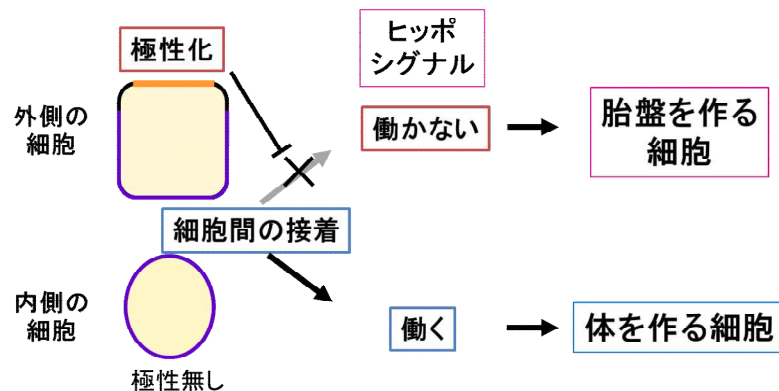 極性化
ヒッポ
シグナル
外側の
細胞
働かない
胎盤を作る
細胞
細胞間の接着
内側の
細胞
働く
体を作る細胞
極性無し